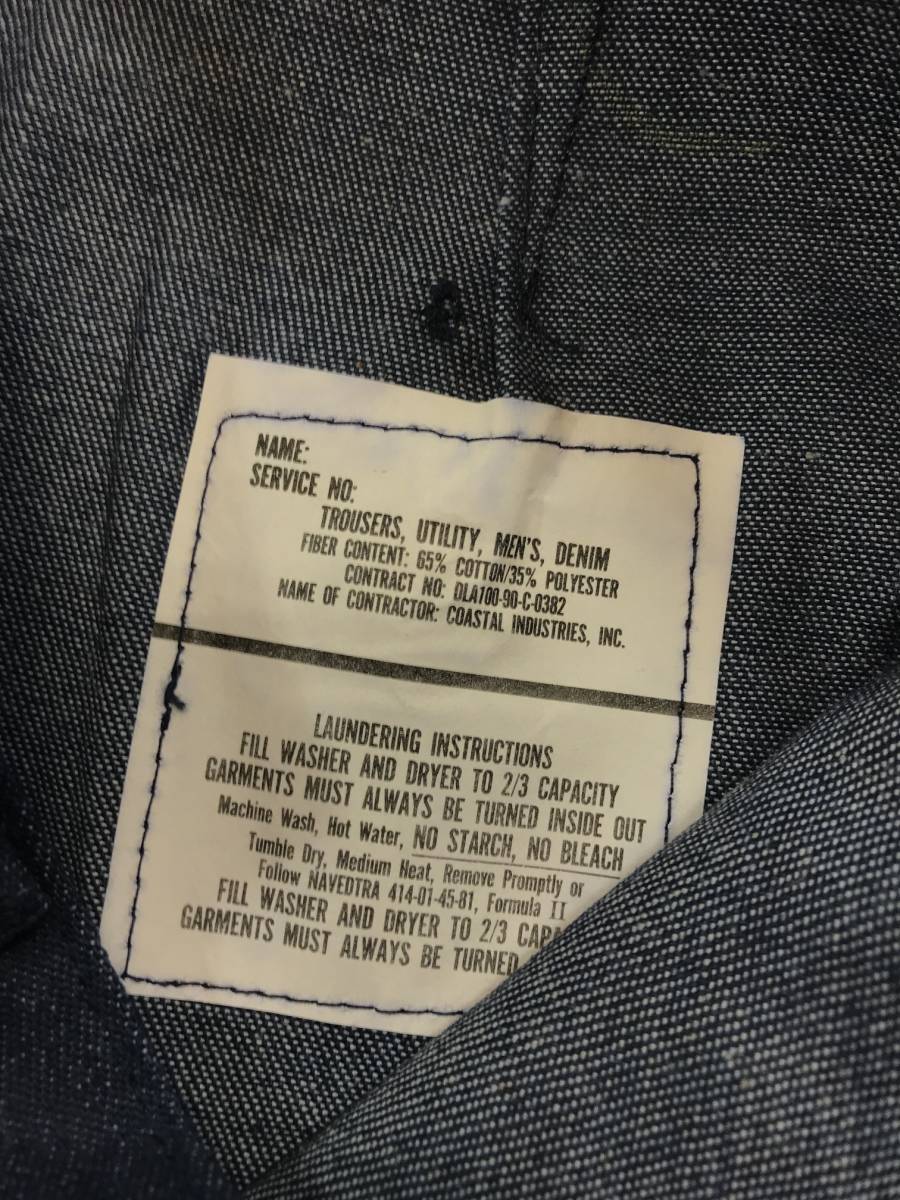 NAME:
SERVICE NO:
TROUSERS, UTILITY, MEN'S, DENIM
FIBER CONTENT: 65% COTTON/35% POLYESTER
CONTRACT NO: DLA100-90-C-0382
NAME OF CONTRACTOR: COASTAL INDUSTRIES, INC.
LAUNDERING INSTRUCTIONS
FILL WASHER AND DRYER TO 2/3 CAPACITY
GARMENTS MUST ALWAYS BE TURNED INSIDE OUT
Machine Wash, Hot Water, NO STARCH, NO BLEACH
Tumble Dry, Medium Heat, Remove Promptly or
Follow NAVEDTRA 414-01-45-81, Formula II
FILL WASHER AND DRYER TO 2/3 CAPA
GARMENTS MUST ALWAYS BE TURNED